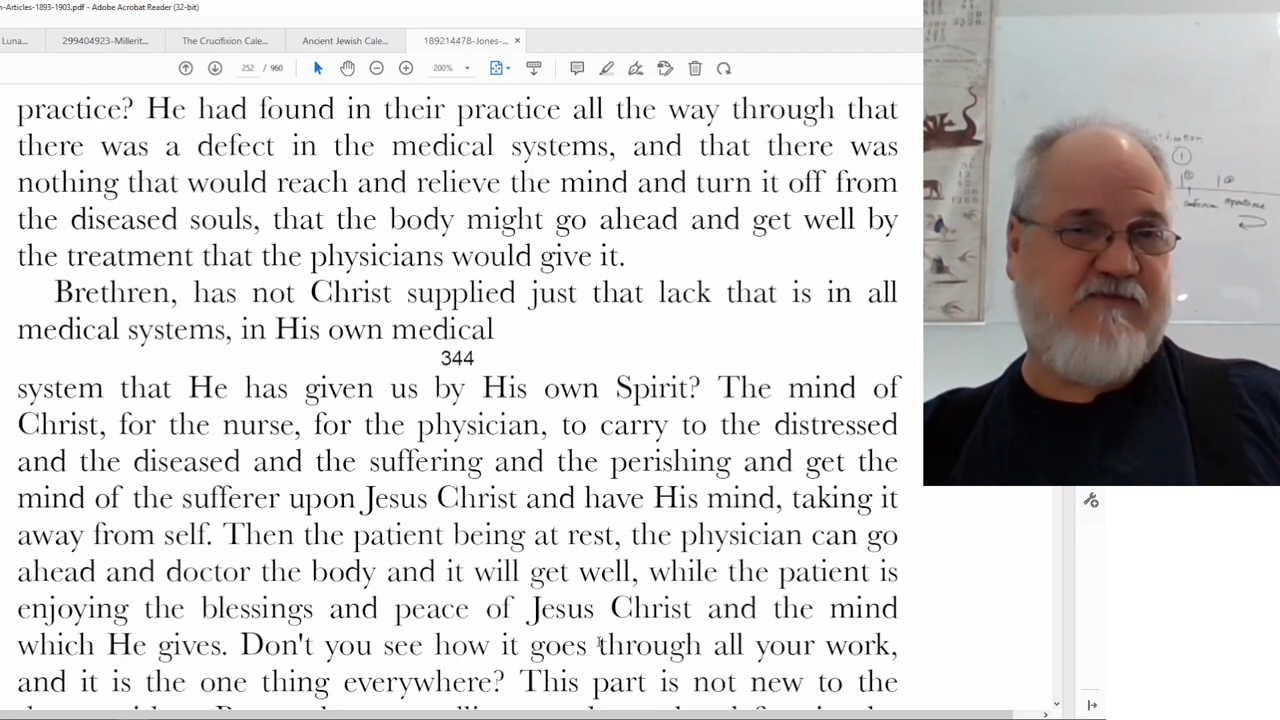 n-Articles-1893-1903.pdf - Adobe Acrobat Reader (32-bit)
Luna...
299404923-Millerit...
The Crucifixion Cale...
Ancient Jewish Cale...
189214478-Jones-...
252 / 960
200%
practice? He had found in their practice all the way through that
there was a defect in the medical systems, and that there was
nothing that would reach and relieve the mind and turn it off from
the diseased souls, that the body might go ahead and get well by
the treatment that the physicians would give it.
Brethren, has not Christ supplied just that lack that is in all
medical systems, in His own medical
344
system that He has given us by His own Spirit? The mind of
Christ, for the nurse, for the physician, to carry to the distressed
and the diseased and the suffering and the perishing and get the
mind of the sufferer upon Jesus Christ and have His mind, taking it
away from self. Then the patient being at rest, the physician can go
ahead and doctor the body and it will get well, while the patient is
enjoying the blessings and peace of Jesus Christ and the mind
which He gives. Don't you see how it goes through all your work,
and it is the one thing everywhere? This part is not new to the